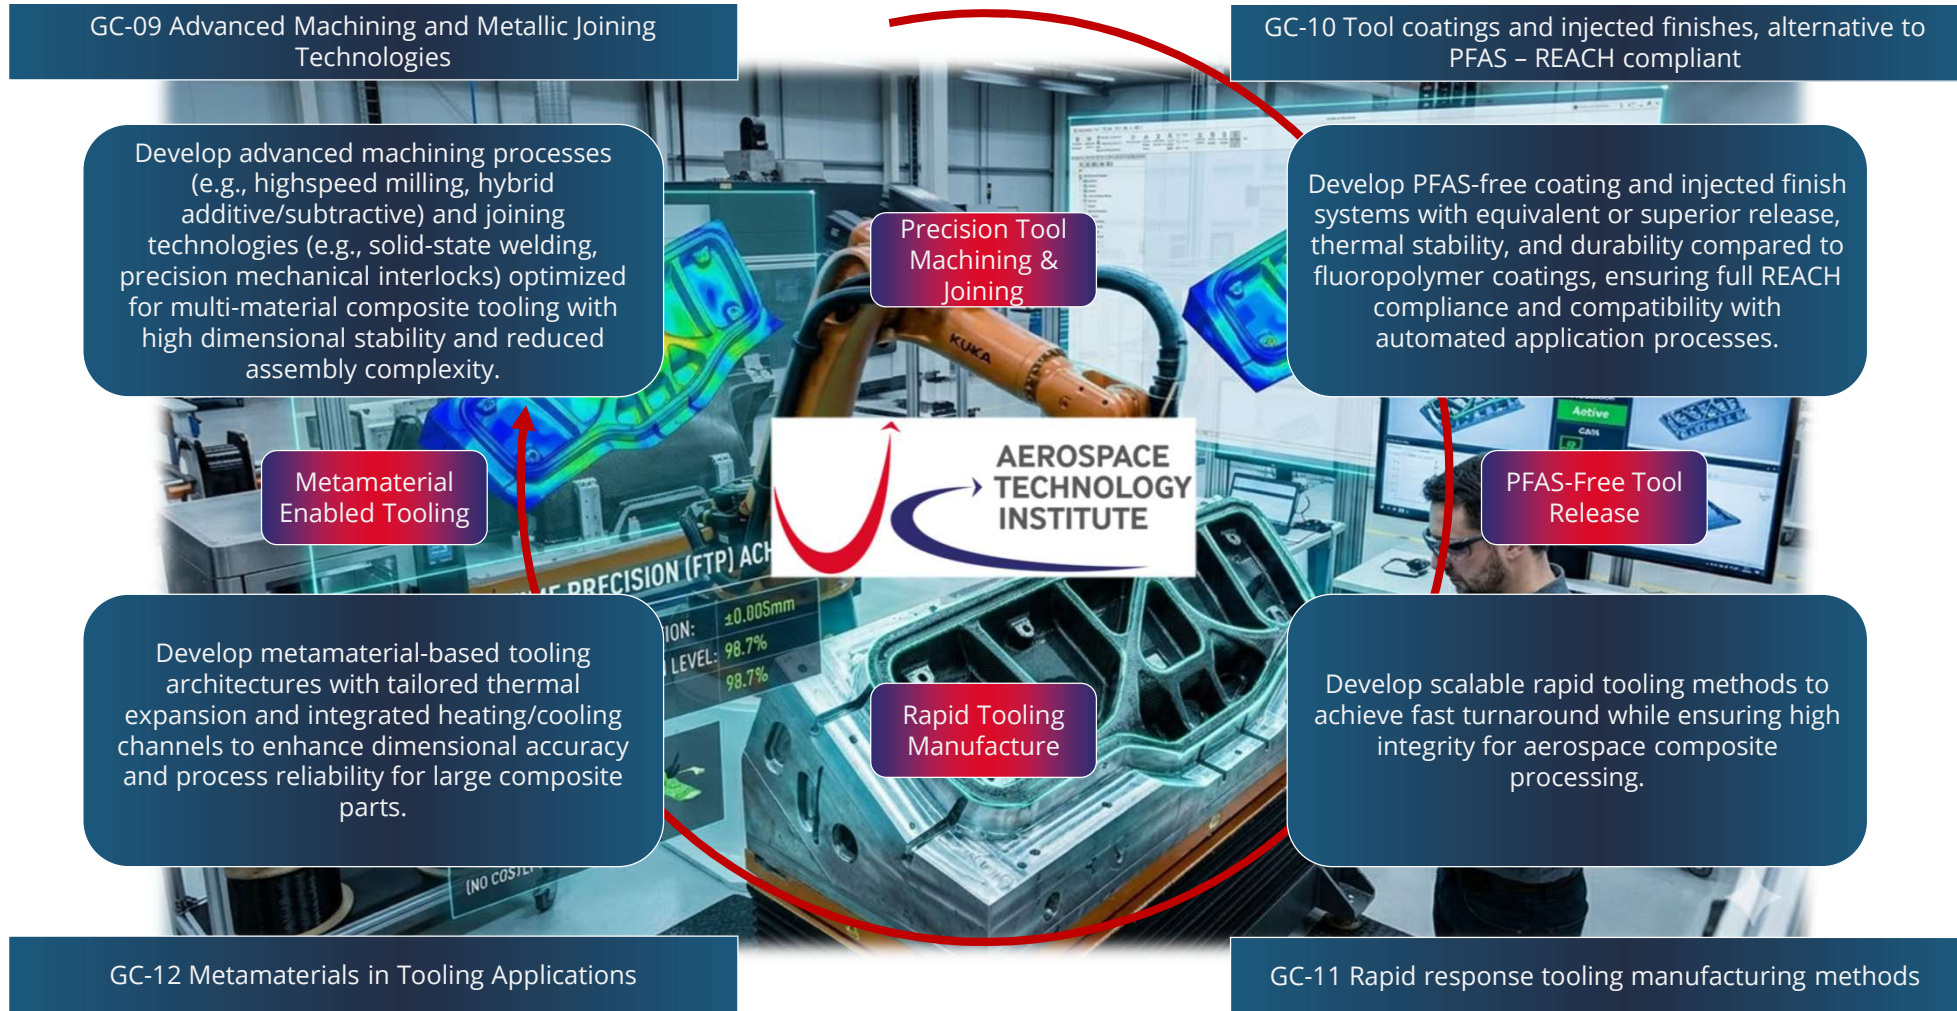 GC-09 Advanced Machining and Metallic Joining
Technologies
GC-10 Tool coatings and injected finishes, alternative to
PFAS – REACH compliant
Develop advanced machining processes
(e.g., highspeed milling, hybrid
additive/subtractive) and joining
technologies (e.g., solid-state welding,
precision mechanical interlocks) optimized
for multi-material composite tooling with
high dimensional stability and reduced
assembly complexity.
Precision Tool
Machining &
Joining
Develop PFAS-free coating and injected finish
systems with equivalent or superior release,
thermal stability, and durability compared to
fluoropolymer coatings, ensuring full REACH
compliance and compatibility with
automated application processes.
KUKA
Active
Metamaterial
Enabled Tooling
AEROSPACE
TECHNOLOGY
INSTITUTE
PFAS-Free Tool
Release
PRECISION (FTP) ACH
ION: ±0.005mm
LEVEL: 98.7%
98.7%
Develop metamaterial-based tooling
architectures with tailored thermal
expansion and integrated heating/cooling
channels to enhance dimensional accuracy
and process reliability for large composite
parts.
Rapid Tooling
Manufacture
Develop scalable rapid tooling methods to
achieve fast turnaround while ensuring high
integrity for aerospace composite
processing.
(NO
GC-12 Metamaterials in Tooling Applications
GC-11 Rapid response tooling manufacturing methods